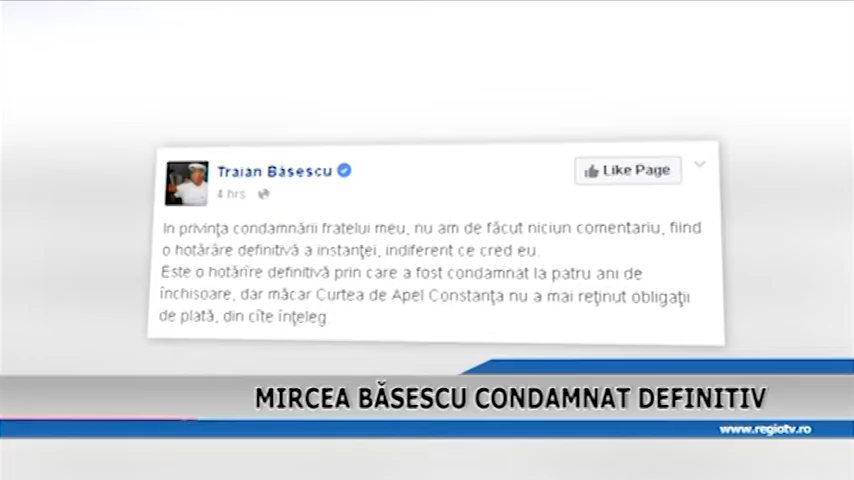 Traian Băsescu
Like Page
4 hrs
In privința condamnării fratelui meu, nu am de făcut niciun comentariu, fiind
o hotărâre definitivă a instanței, indiferent ce cred eu.
Este o hotărîre definitivă prin care a fost condamnat la patru ani de
închisoare, dar măcar Curtea de Apel Constanța nu a mai reținut obligații
de plată, din cîte înțeleg.
MIRCEA BĂSESCU CONDAMNAT DEFINITIV
www.regiotv.ro